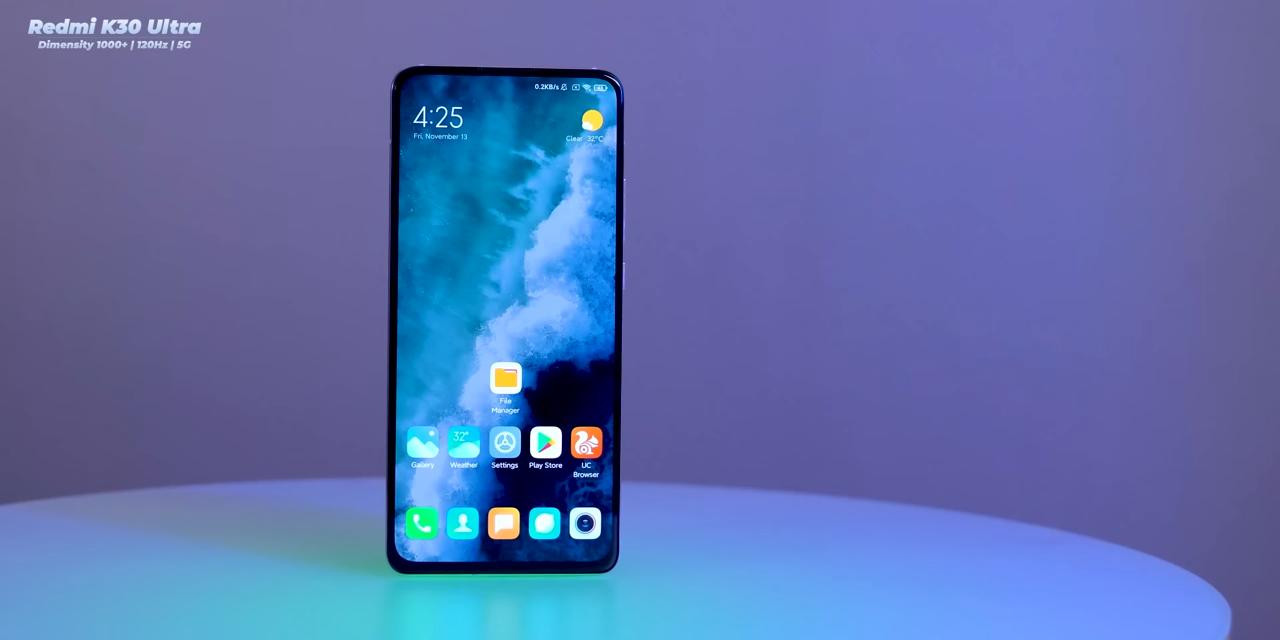 Redmi K30 Ultra
Dimensity 1000+ | 120Hz | 5G
0.2KB/s
4:25
Fri, November 13
Clear 32°C
File
Manager
32°
Gallery Weather Settings Play Store UC
Browser